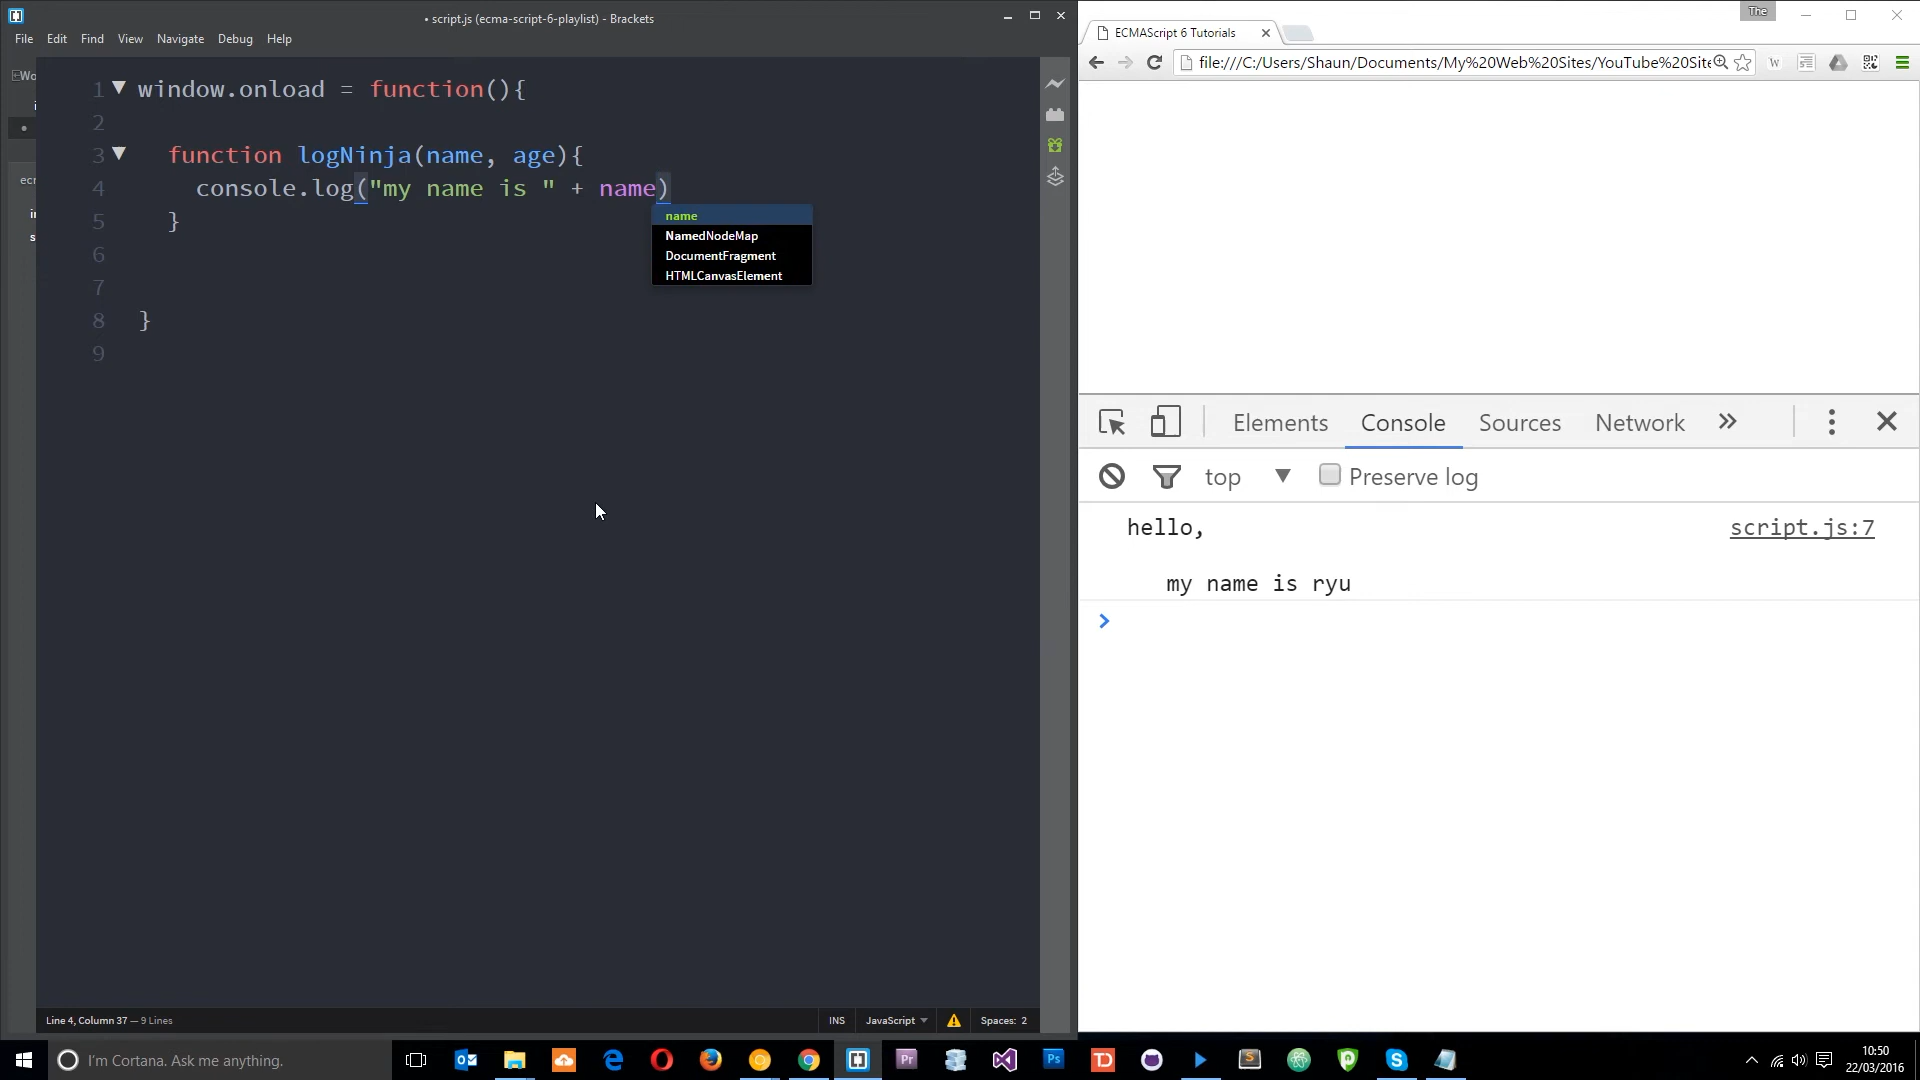 • script.js (ecma-script-6-playlist) - Brackets
File Edit Find View Navigate Debug Help
1 window.onload = function(){
2
3 function logNinja(name, age){
4 console.log("my name is " + name)
5 }
6
7
8 }
9
name
NamedNodeMap
DocumentFragment
HTMLCanvasElement
Line 4, Column 37 — 9 Lines
INS JavaScript Spaces: 2
The
ECMAScript 6 Tutorials
file:///C:/Users/Shaun/Documents/My%20Web%20Sites/YouTube%20Site
Elements Console Sources Network
top Preserve log
hello, script.js:7
my name is ryu
I'm Cortana. Ask me anything.
10:50
22/03/2016